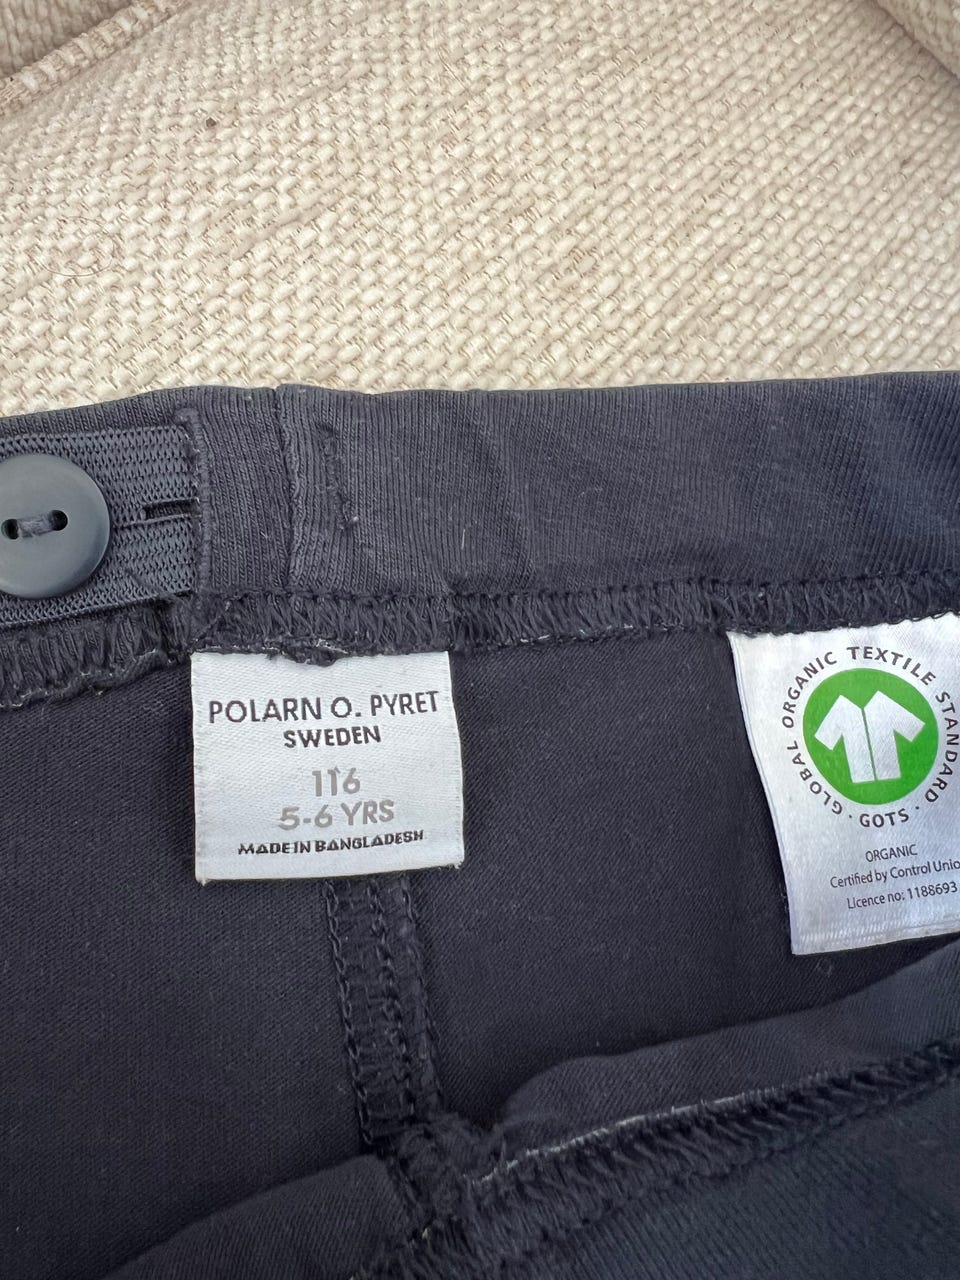 POLARN O. PYRET
SWEDEN
116
5-6 YRS
MADE IN BANGLADESH
GLOBAL ORGANIC TEXTILE STANDARD · GOTS ·
ORGANIC
Certified by Control Unio
Licence no: 1188693